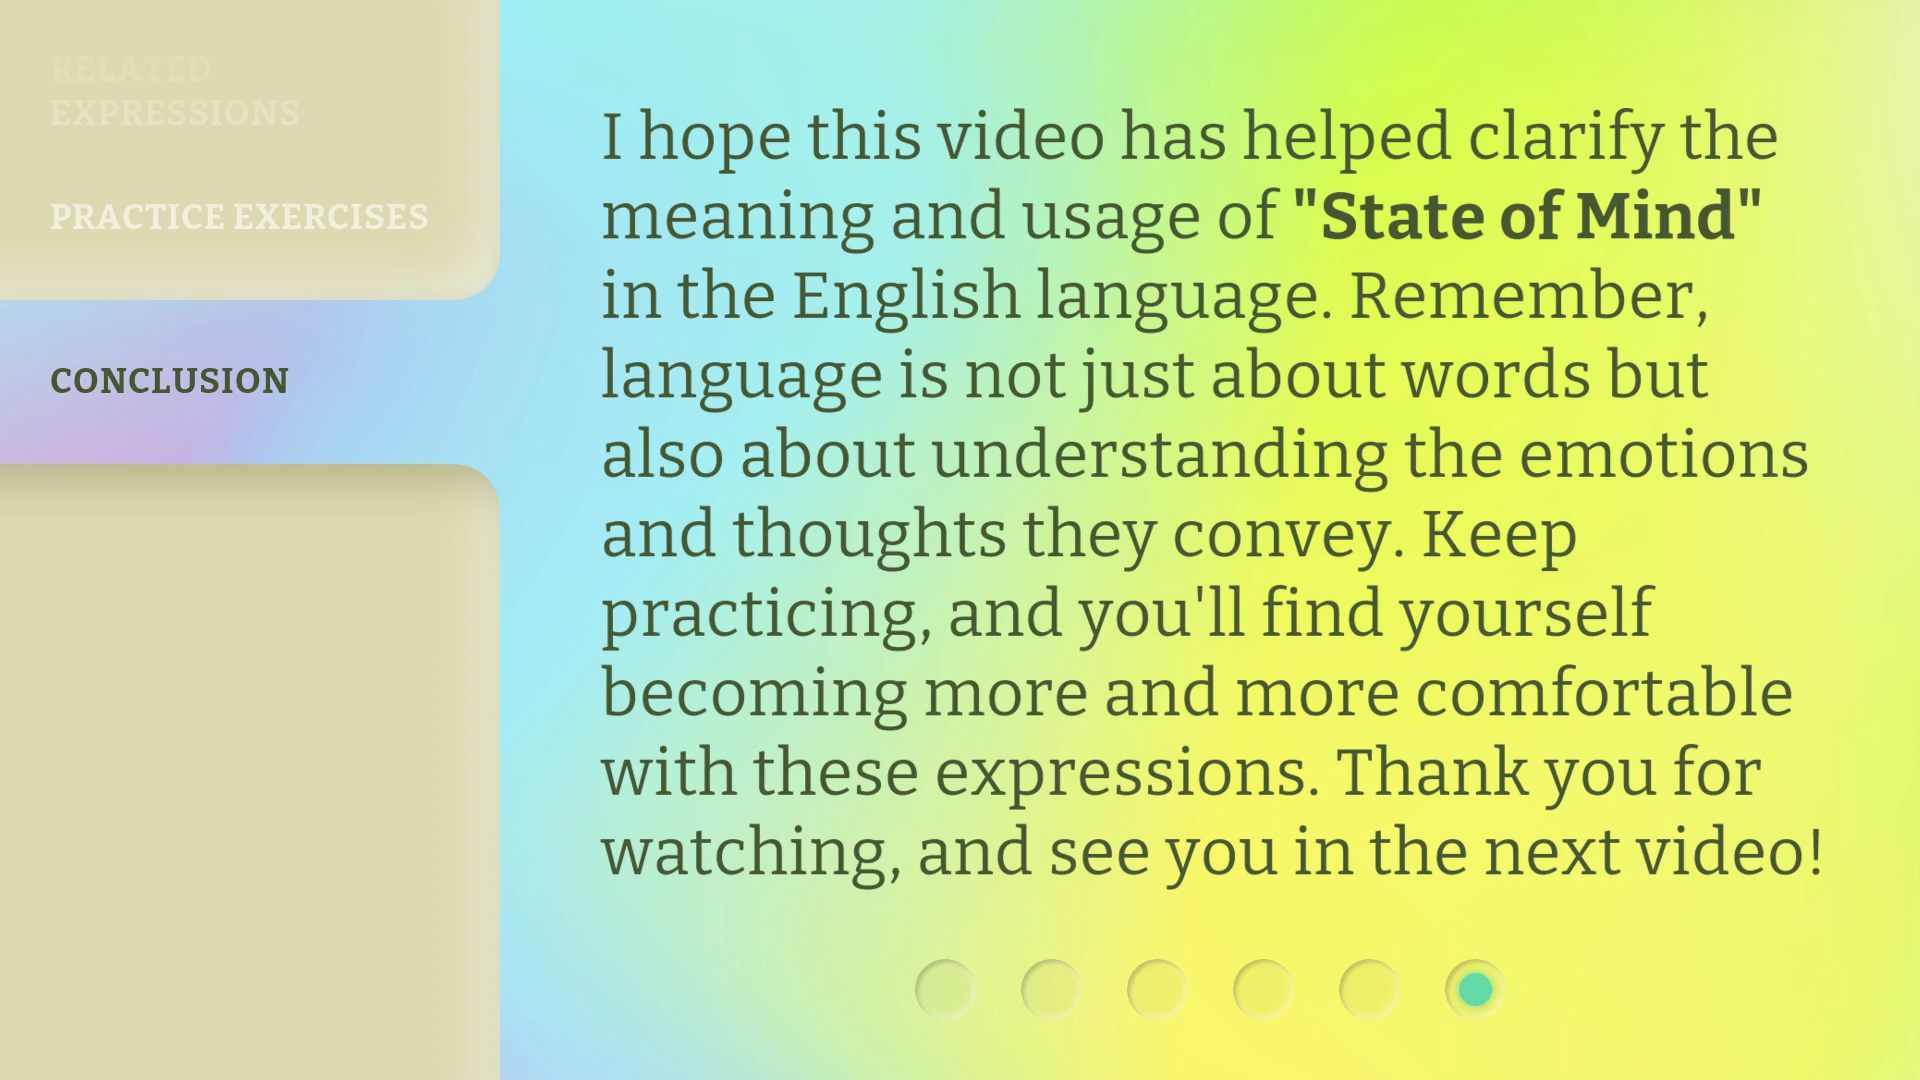 RELATED
EXPRESSIONS
PRACTICE EXERCISES
CONCLUSION
I hope this video has helped clarify the
meaning and usage of "State of Mind"
in the English language. Remember,
language is not just about words but
also about understanding the emotions
and thoughts they convey. Keep
practicing, and you'll find yourself
becoming more and more comfortable
with these expressions. Thank you for
watching, and see you in the next video!